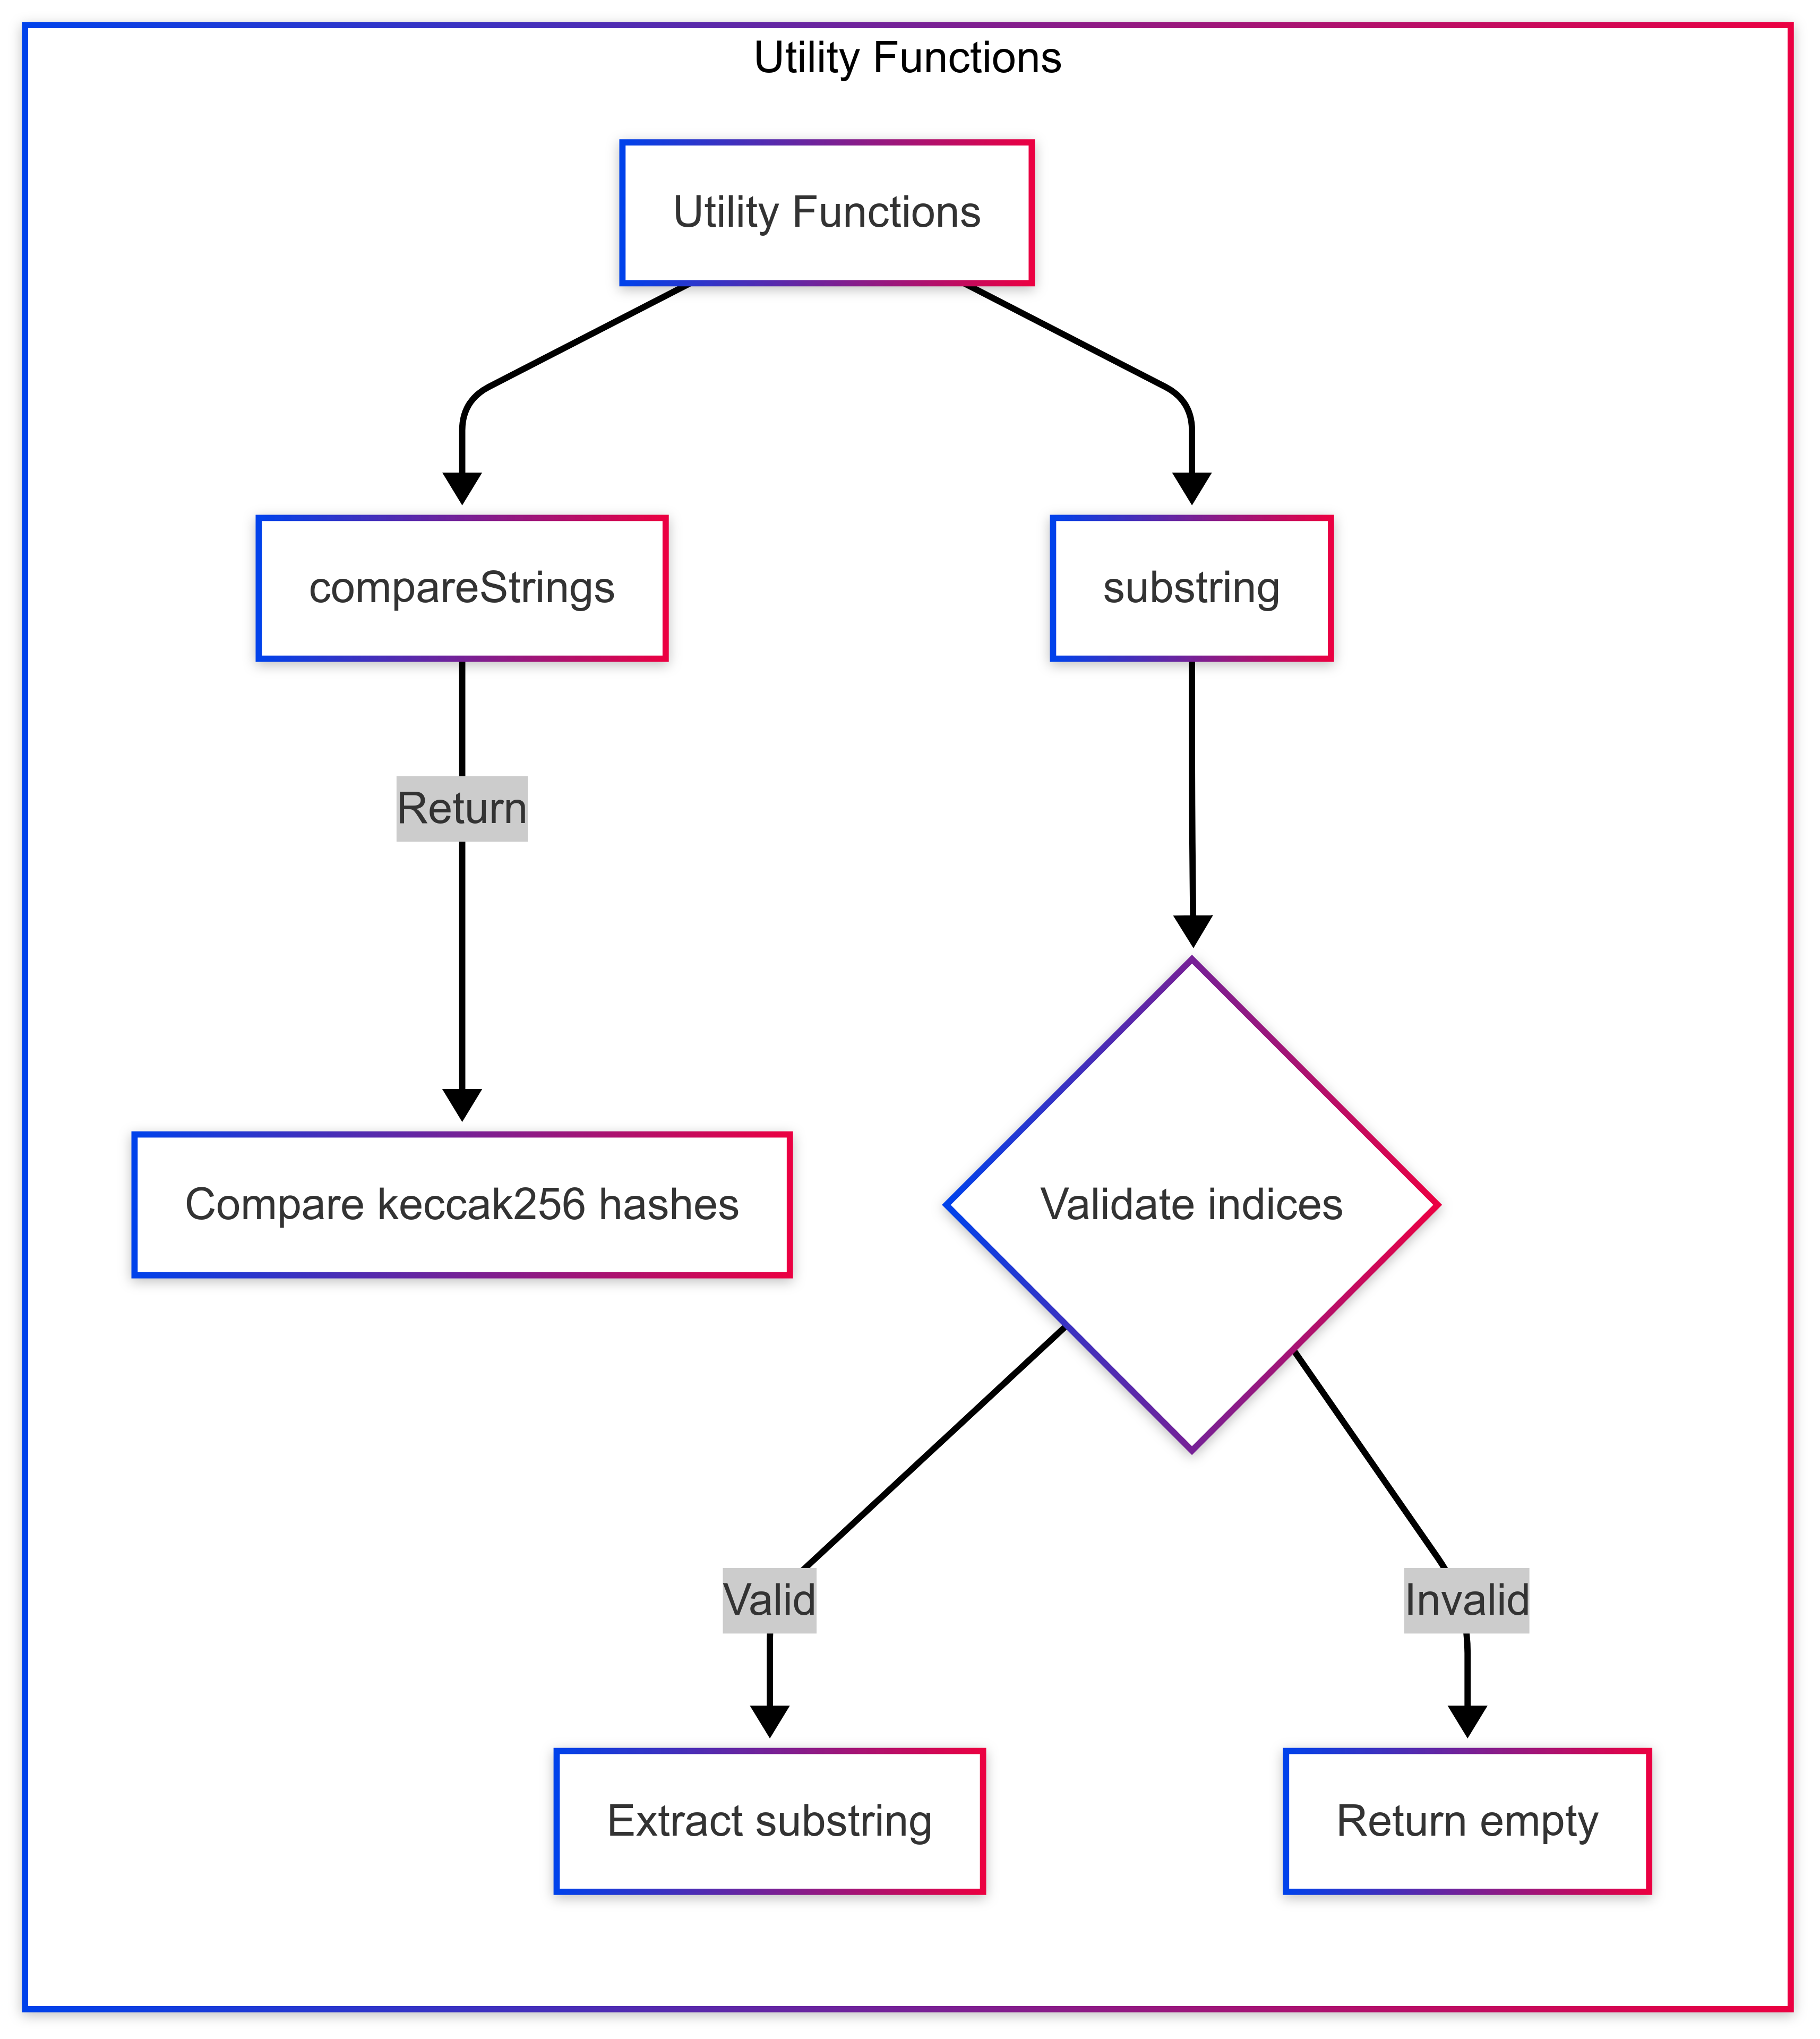 Utility Functions
Utility Functions
compareStrings
substring
Return
Compare keccak256 hashes
Validate indices
Valid
Invalid
Extract substring
Return empty